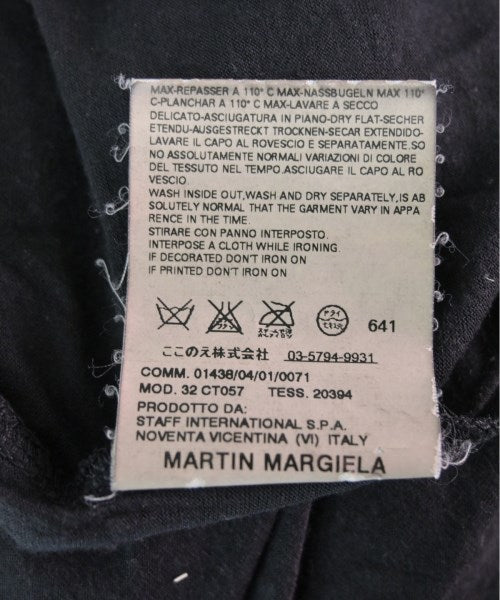 MAX-REPASSER A 110° C MAX-NASSBUGELN MAX 110°
C-PLANCHAR A 110° C MAX-LAVARE A SECCO
DELICATO-ASCIUGATURA IN PIANO-DRY FLAT-SECHER
ETENDU-AUSGESTRECKT TROCKNEN-SECAR EXTENDIDO-
LAVARE IL CAPO AL ROVESCIO E SEPARATAMENTE.SO
NO ASSOLUTAMENTE NORMALI VARIAZIONI DI COLORE
DEL TESSUTO NEL TEMPO.ASCIUGARE IL CAPO AL RO
VESCIO
WASH INSIDE OUT,WASH AND DRY SEPARATELY,IS AB
SOLUTELY NORMAL THAT THE GARMENT VARY IN APPA
RENCE IN THE TIME.
STIRARE CON PANNO INTERPOSTO.
INTERPOSE A CLOTH WHILE IRONING.
IF DECORATED DON'T IRON ON
IF PRINTED DON'T IRON ON
641
ここのえ株式会社 03-5794-9931
COMM. 01438/04/01/0071
MOD. 32 CT057 TESS. 20394
PRODOTTO DA:
STAFF INTERNATIONAL S.P.A.
NOVENTA VICENTINA (VI) ITALY
MARTIN MARGIELA